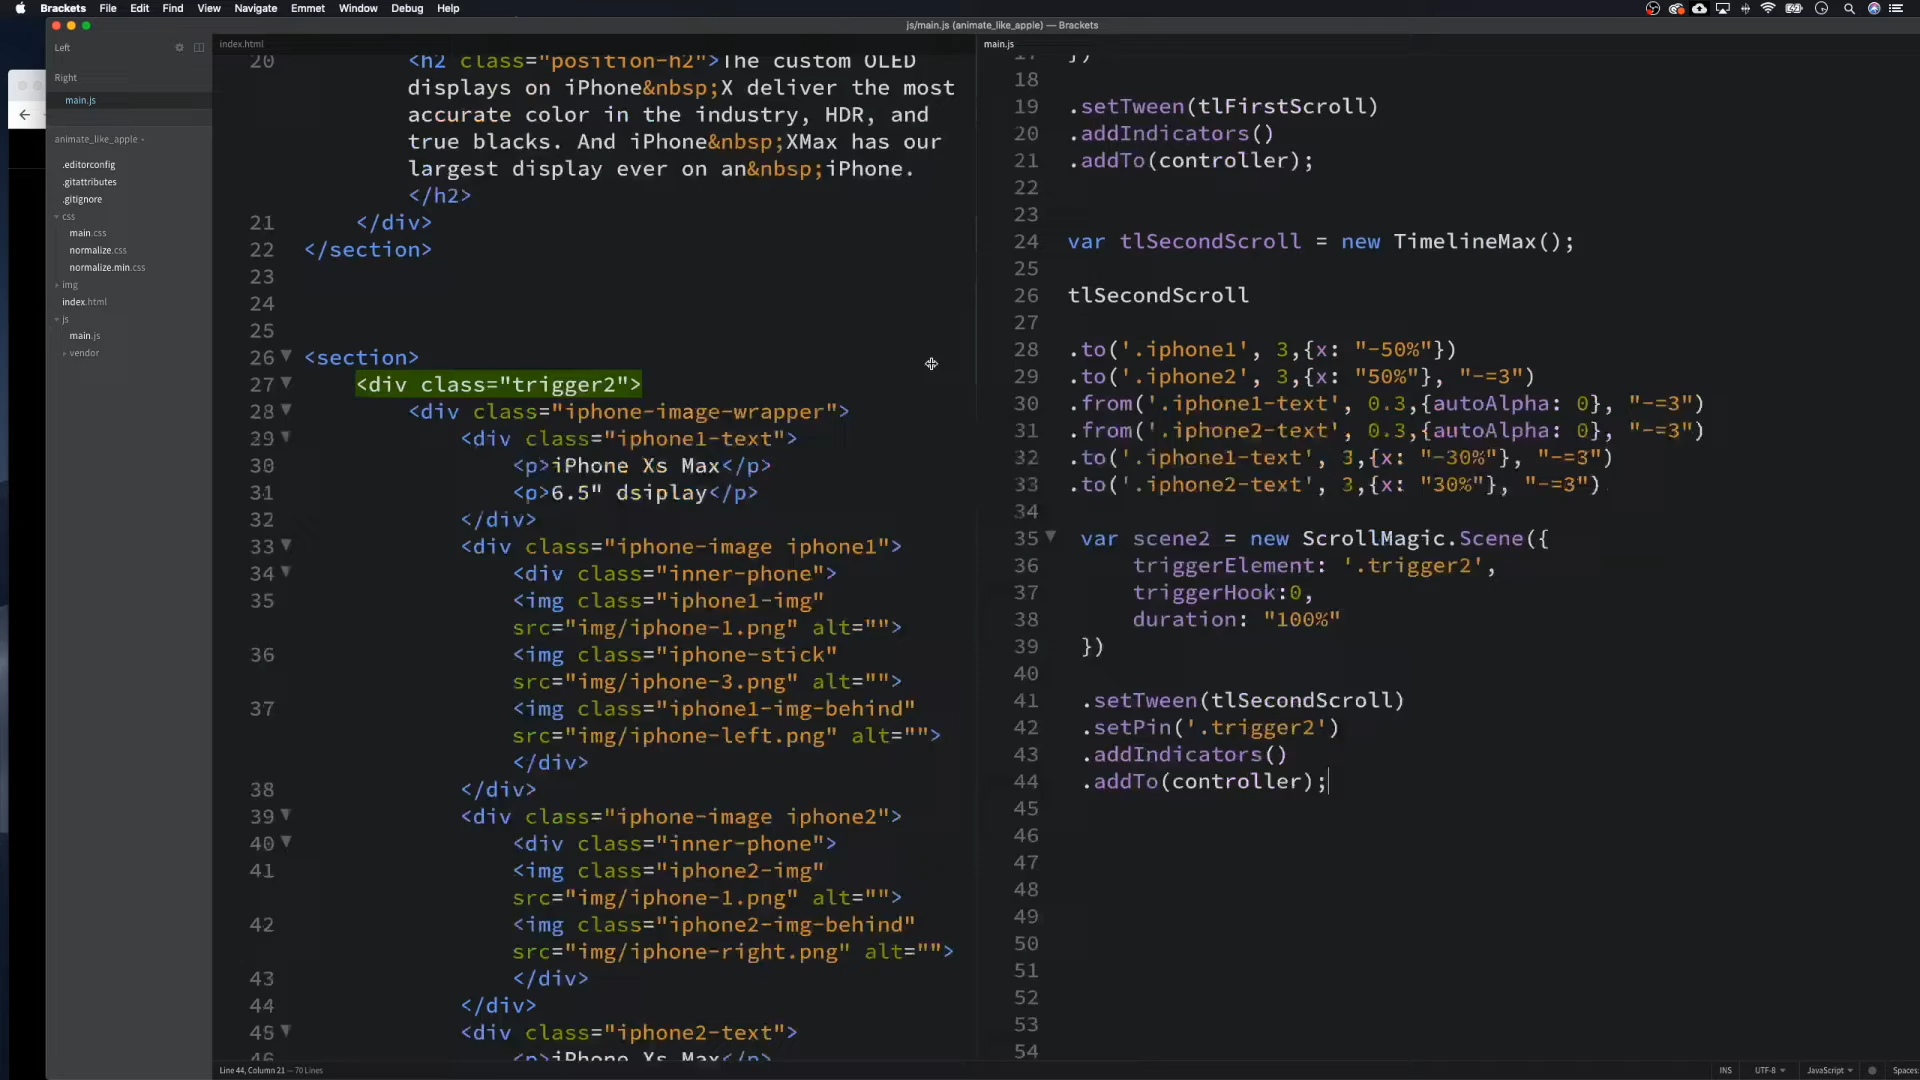 Brackets File Edit View Navigate Emmet Window Debug Help
js/main.js (animate_like_apple) — Brackets
Left
Right
main.js
animate_like_apple
.editorconfig
.gitattributes
.gitignore
css
main.css
normalize.css
normalize.min.css
img
index.html
js
main.js
vendor
index.html
20 <h2 class="position-h2">The custom OLED
displays on iPhone&nbsp;X deliver the most
accurate color in the industry, HDR, and
true blacks. And iPhone&nbsp;XMax has our
largest display ever on an&nbsp;iPhone.
</h2>
21 </div>
22 </section>
23
24
25
26 <section>
27 <div class="trigger2">
28 <div class="iphone-image-wrapper">
29 <div class="iphone1-text">
30 <p>iPhone Xs Max</p>
31 <p>6.5" dsiplay</p>
32 </div>
33 <div class="iphone-image iphone1">
34 <div class="inner-phone">
35 <img class="iphone1-img"
src="img/iphone-1.png" alt="">
36 <img class="iphone-stick"
src="img/iphone-3.png" alt="">
37 <img class="iphone1-img-behind"
src="img/iphone-left.png" alt="">
</div>
38 </div>
39 <div class="iphone-image iphone2">
40 <div class="inner-phone">
41 <img class="iphone2-img"
src="img/iphone-1.png" alt="">
42 <img class="iphone2-img-behind"
src="img/iphone-right.png" alt="">
43 </div>
44 </div>
45 <div class="iphone2-text">
46 <p>iPhone Xs Max</p>
main.js
17 })
18
19 .setTween(tlFirstScroll)
20 .addIndicators()
21 .addTo(controller);
22
23
24 var tlSecondScroll = new TimelineMax();
25
26 tlSecondScroll
27
28 .to('.iphone1', 3,{x: "-50%"})
29 .to('.iphone2', 3,{x: "50%"}, "-=3")
30 .from('.iphone1-text', 0.3,{autoAlpha: 0}, "-=3")
31 .from('.iphone2-text', 0.3,{autoAlpha: 0}, "-=3")
32 .to('.iphone1-text', 3,{x: "-30%"}, "-=3")
33 .to('.iphone2-text', 3,{x: "30%"}, "-=3")
34
35 var scene2 = new ScrollMagic.Scene({
36 triggerElement: '.trigger2',
37 triggerHook:0,
38 duration: "100%"
39 })
40
41 .setTween(tlSecondScroll)
42 .setPin('.trigger2')
43 .addIndicators()
44 .addTo(controller);
45
46
47
48
49
50
51
52
53
54
Line 44, Column 21 — 70 Lines
INS UTF-8 JavaScript Spaces: